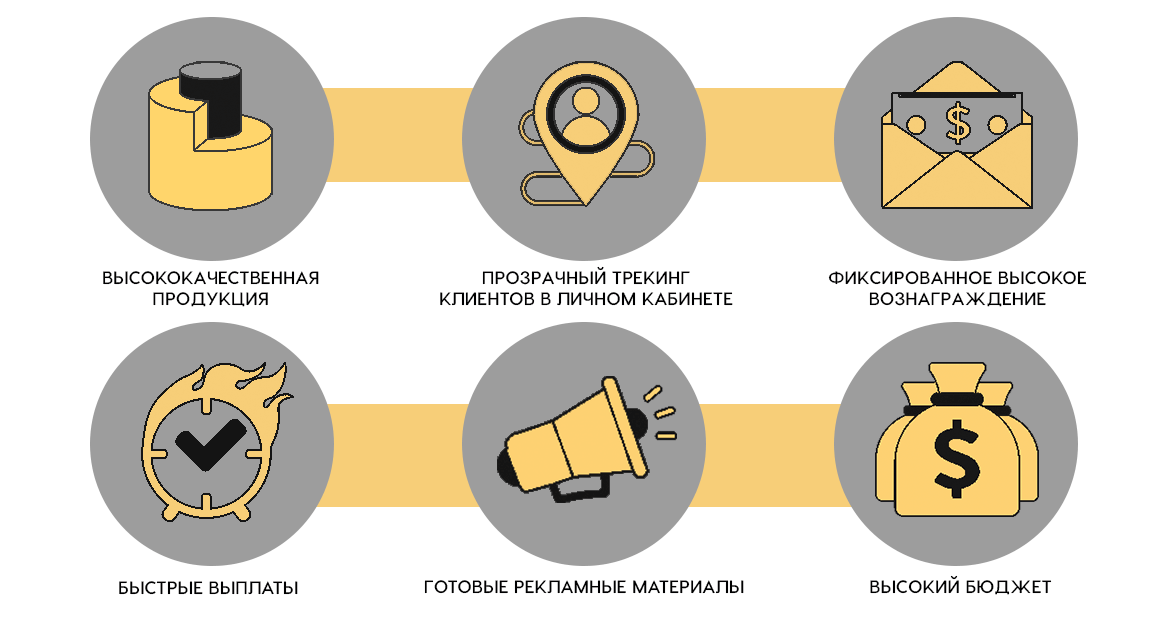 ВЫСОКОКАЧЕСТВЕННАЯ
ПРОДУКЦИЯ
ПРОЗРАЧНЫЙ ТРЕКИНГ
КЛИЕНТОВ В ЛИЧНОМ КАБИНЕТЕ
ФИКСИРОВАННОЕ ВЫСОКОЕ
ВОЗНАГРАЖДЕНИЕ
БЫСТРЫЕ ВЫПЛАТЫ
ГОТОВЫЕ РЕКЛАМНЫЕ МАТЕРИАЛЫ
ВЫСОКИЙ БЮДЖЕТ